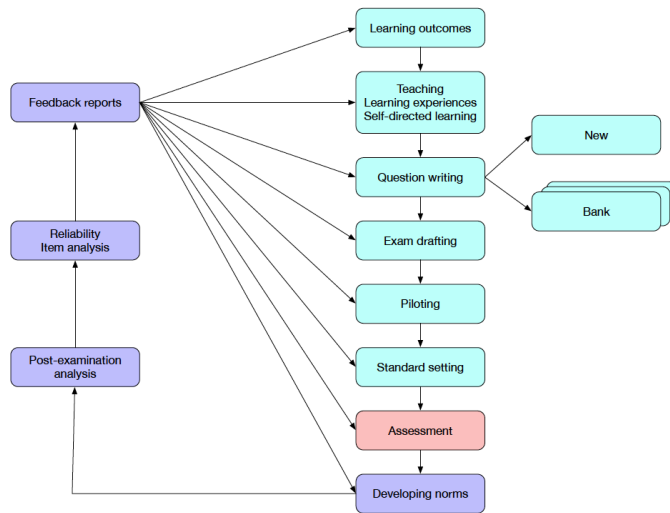 Learning outcomes
Feedback reports
Teaching
Learning experiences
Self-directed learning
New
Question writing
Bank
Reliability
Item analysis
Exam drafting
Piloting
Post-examination
analysis
Standard setting
Assessment
Developing norms